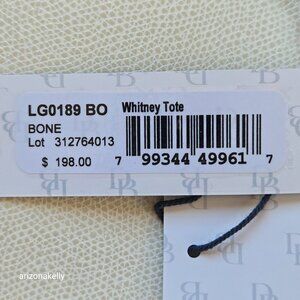 LG0189 BO Whitney Tote
BONE
Lot 312764013
$ 198.00
7 99344 49961 7
arizonakelly